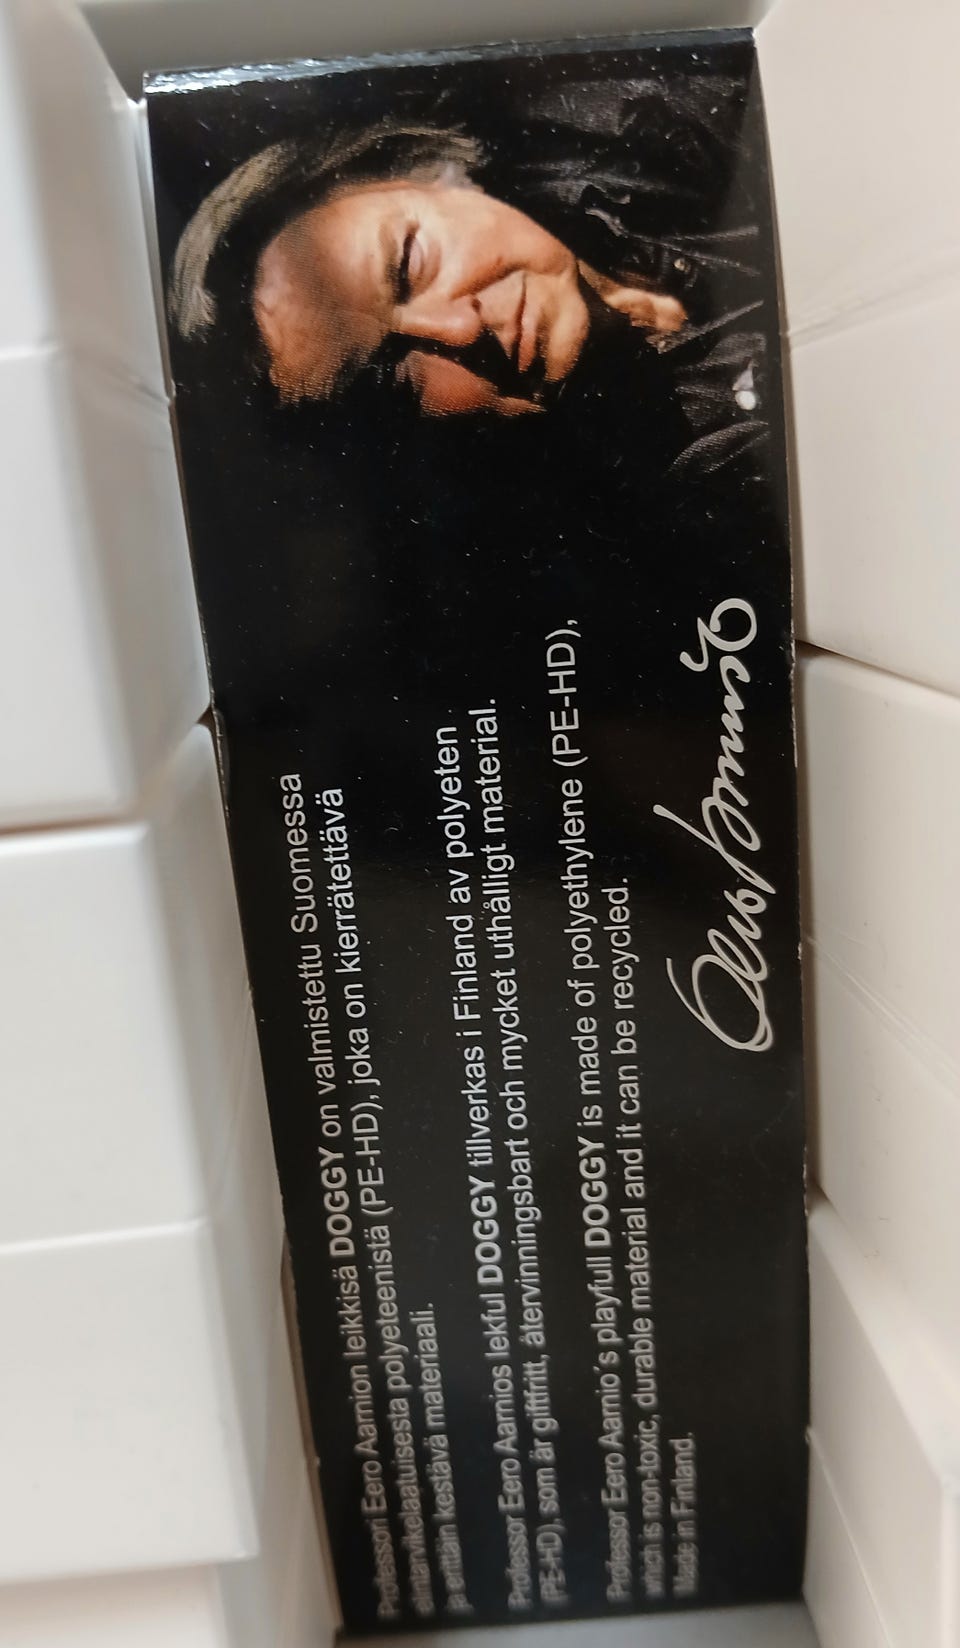 Professori Eero Aarnion leikkisä DOGGY on valmistettu Suomessa
elintarvikelaatuisesta polyeteenistä (PE-HD), joka on kierrätettävä
ja erittäin kestävä materiaali.
Professor Eero Aarnios lekful DOGGY tillverkas i Finland av polyeten
(PE-HD), som är giftfritt, återvinningsbart och mycket uthålligt material.
Professor Eero Aarnio´s playfull DOGGY is made of polyethylene (PE-HD),
which is non-toxic, durable material and it can be recycled.
Made in Finland.
Eero Aarnio